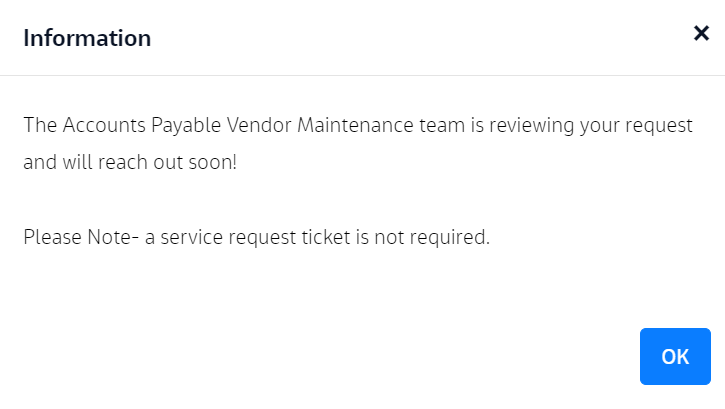 Information
The Accounts Payable Vendor Maintenance team is reviewing your request
and will reach out soon!
Please Note- a service request ticket is not required.
OK